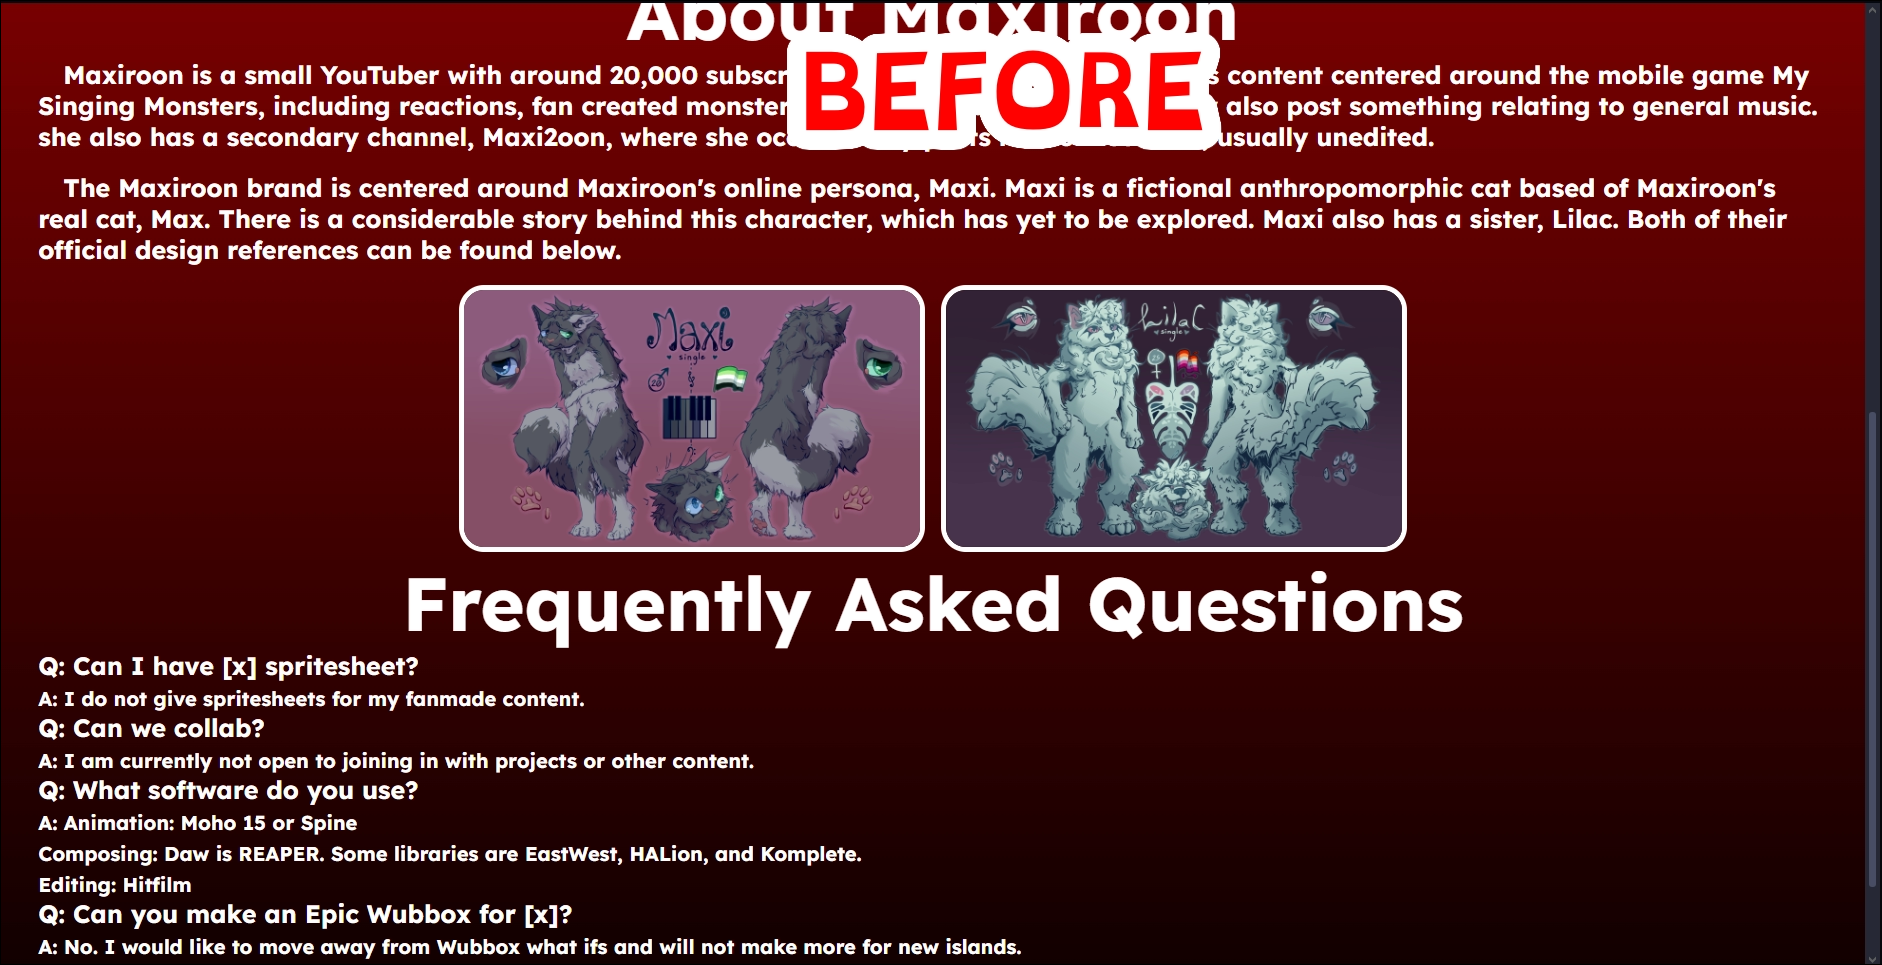 About Maxiroon
BEFORE
Maxiroon is a small YouTuber with around 20,000 content centered around the mobile game My
Singing Monsters, including reactions, fan created also post something relating to general music.
she also has a secondary channel, Maxi2oon, where she usually unedited.
The Maxiroon brand is centered around Maxiroon's online persona, Maxi. Maxi is a fictional anthropomorphic cat based of Maxiroon's
real cat, Max. There is a considerable story behind this character, which has yet to be explored. Maxi also has a sister, Lilac. Both of their
official design references can be found below.
Maxi
single
Lilac
single
Frequently Asked Questions
Q: Can I have [x] spritesheet?
A: I do not give spritesheets for my fanmade content.
Q: Can we collab?
A: I am currently not open to joining in with projects or other content.
Q: What software do you use?
A: Animation: Moho 15 or Spine
Composing: Daw is REAPER. Some libraries are EastWest, HALion, and Komplete.
Editing: Hitfilm
Q: Can you make an Epic Wubbox for [x]?
A: No. I would like to move away from Wubbox what ifs and will not make more for new islands.